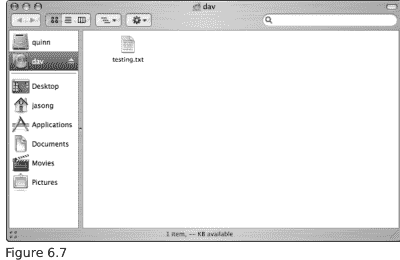 dav
quinn
dav
Desktop
jasong
Applications
Documents
Movies
Pictures
testing.txt
1 item, -- KB available
Figure 6.7